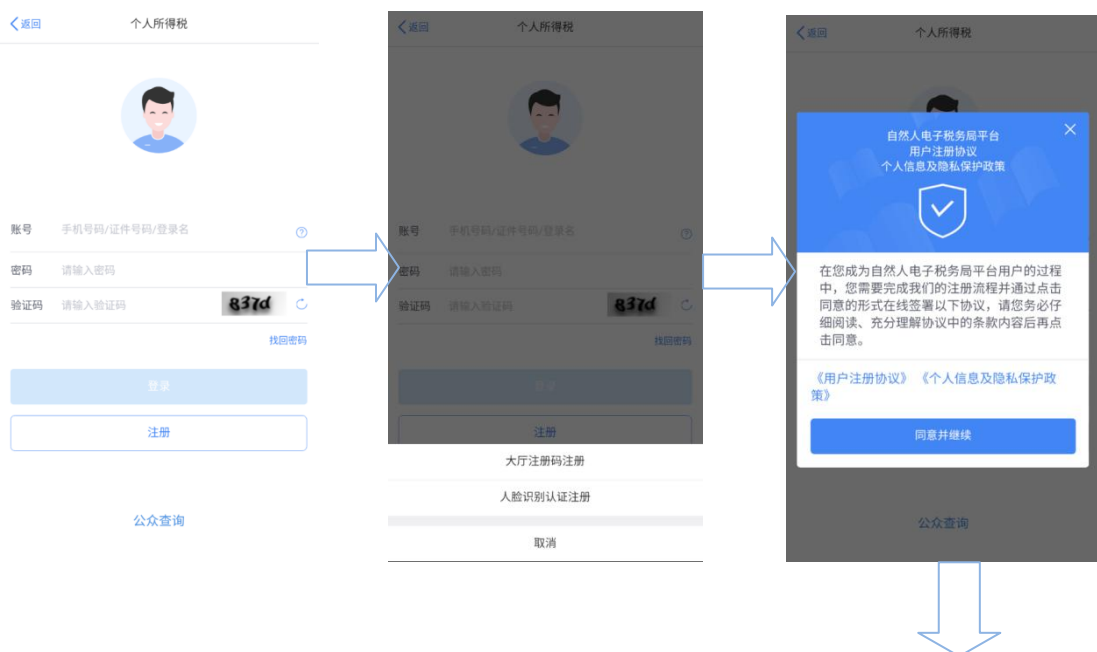 返回
个人所得税
账号 手机号码/证件号码/登录名
密码 请输入密码
验证码 请输入验证码 837d
找回密码
登录
注册
公众查询
返回
个人所得税
账号 手机号码/证件号码/登录名
密码 请输入密码
验证码 请输入验证码 837d
找回密码
登录
注册
大厅注册码注册
人脸识别认证注册
取消
返回
个人所得税
自然人电子税务局平台
用户注册协议
个人信息及隐私保护政策
在您成为自然人电子税务局平台用户的过程
中，您需要完成我们的注册流程并通过点击
同意的形式在线签署以下协议，请您务必仔
细阅读、充分理解协议中的条款内容后再点
击同意。
《用户注册协议》《个人信息及隐私保护政
策》
同意并继续
公众查询